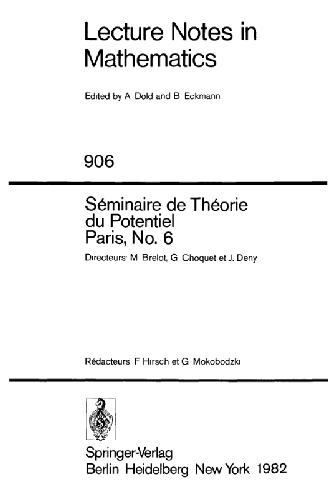 Lecture Notes in
Mathematics
Edited by A. Dold and B. Eckmann
906
Séminaire de Théorie
du Potentiel
Paris, No. 6
Directeurs: M. Brelot, G. Choquet et J. Deny
Rédacteurs: F. Hirsch et G. Mokobodzki
Springer-Verlag
Berlin Heidelberg New York 1982